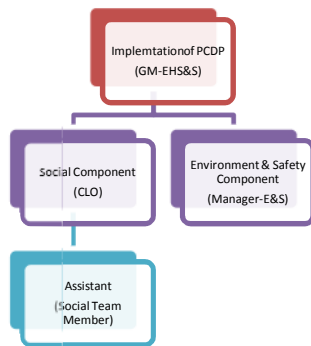 Implemtationof PCDP
(GM-EHS&S)
Social Component
(CLO)
Environment & Safety
Component
(Manager-E&S)
Assistant
(Social Team
Member)